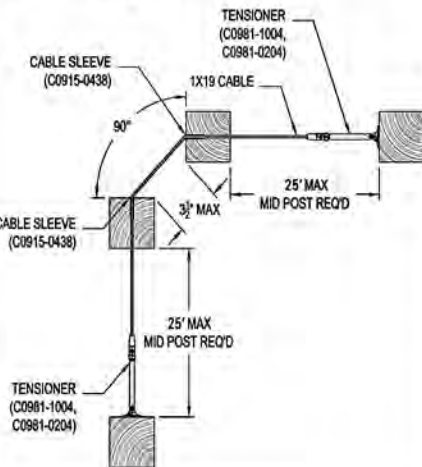 TENSIONER
(C0981-1004,
C0981-0204)
CABLE SLEEVE
(C0915-0438)
1X19 CABLE
90°
25' MAX
MID POST REQ'D
3½" MAX
CABLE SLEEVE
(C0915-0438)
25' MAX
MID POST REQ'D
TENSIONER
(C0981-1004,
C0981-0204)